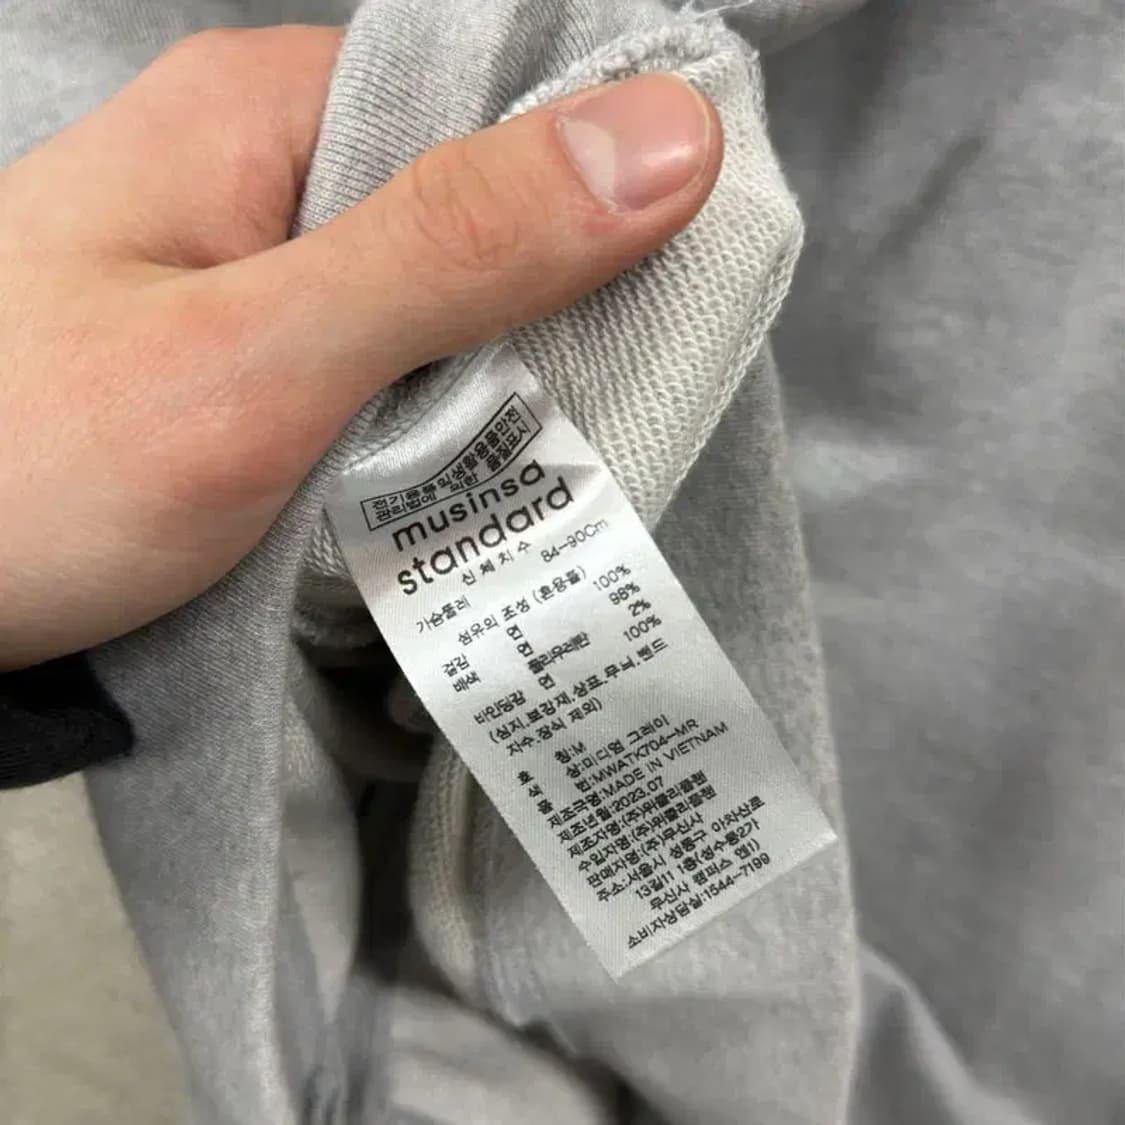 전기용품 및 생활용품 안전
관리법에 의한 품질표시
musinsa
standard
신체치수
가슴둘레 84-90Cm
섬유의 조성 (혼용률)
겉감 면 100%
배색 면 98%
폴리우레탄 2%
바인딩감 면 100%
(심지,보강재,상표,무늬,밴드
자수,장식 제외)
호 칭:M
색 상:미디엄 그레이
품 번:MWATK704-MR
제조국명:MADE IN VIETNAM
제조년월:2023.07
제조자명:(주)위클리플랜
수입자명:(주)위클리플랜
판매자명:(주)무신사
주소:서울시 성동구 아차산로
13길11 1층(성수동2가
무신사 캠퍼스 엠1)
소비자상담실:1544-7199